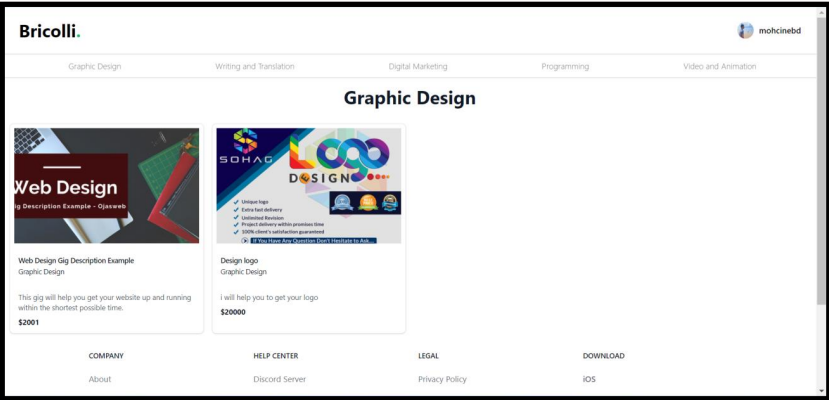 Bricolli.
mohcinebd
Graphic Design
Writing and Translation
Digital Marketing
Programming
Video and Animation
Graphic Design
Web Design
ig Description Example - Ojasweb
SOHAG
LOGO
DESIGN
Unique logo
Extra fast delivery
Unlimited Revision
Project delivery within promises time
100% client's satisfaction guaranteed
If You Have Any Question Don't Hesitate to Ask...
Web Design Gig Description Example
Graphic Design
This gig will help you get your website up and running
within the shortest possible time.
$2001
Design logo
Graphic Design
i will help you to get your logo
$20000
COMPANY
HELP CENTER
LEGAL
DOWNLOAD
About
Discord Server
Privacy Policy
iOS